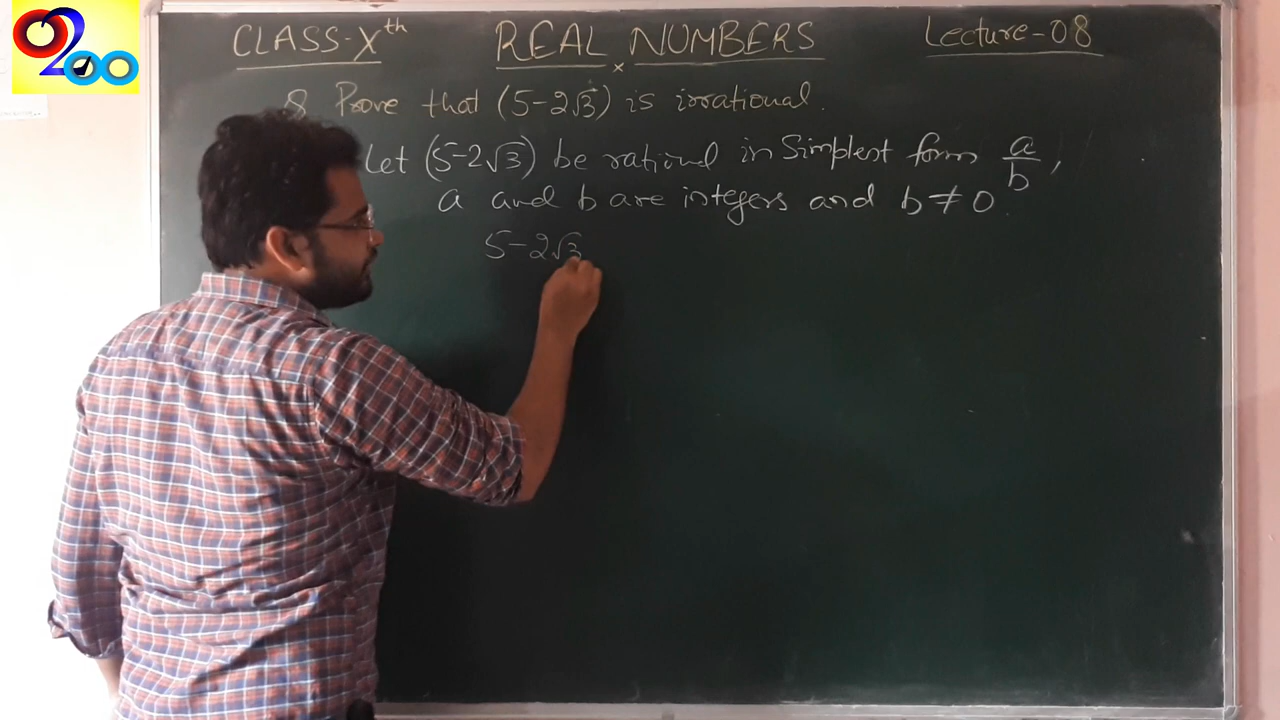 CLASS-Xth REAL NUMBERS Lecture-08
8 Prove that (5-2√3) is irrational.
Let (5-2√3) be rational in Simplest form a/b,
a and b are integers and b ≠ 0.
5-2√3